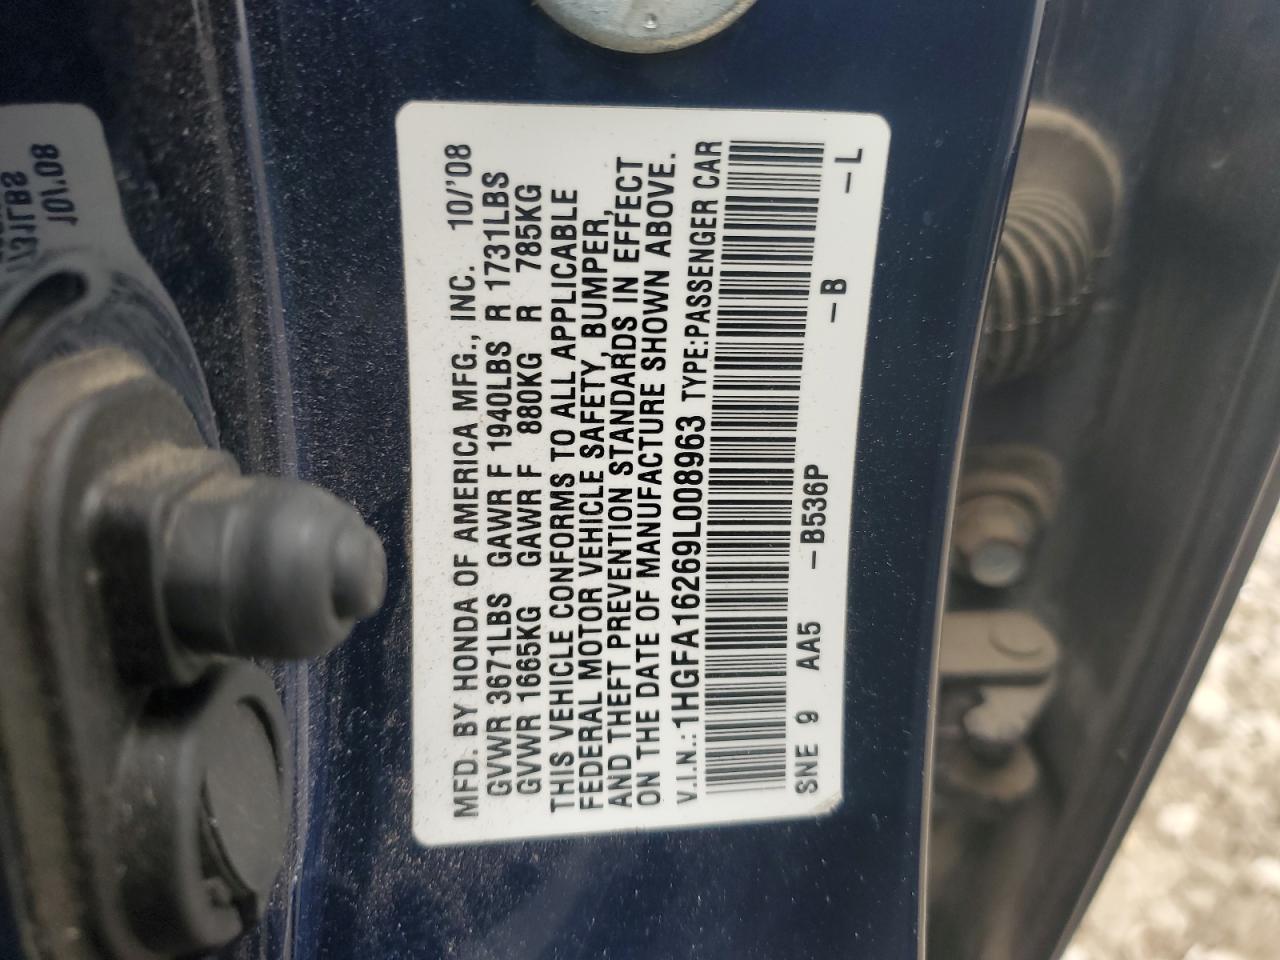 MFD. BY HONDA OF AMERICA MFG., INC. 10/'08
GVWR 3671LBS GAWR F 1940LBS R 1731LBS
GVWR 1665KG GAWR F 880KG R 785KG
THIS VEHICLE CONFORMS TO ALL APPLICABLE
FEDERAL MOTOR VEHICLE SAFETY, BUMPER,
AND THEFT PREVENTION STANDARDS IN EFFECT
ON THE DATE OF MANUFACTURE SHOWN ABOVE.
V.I.N.: 1HGFA16269L008963 TYPE:PASSENGER CAR
SNE 9 AA5 -B536P -B -L
10/'08